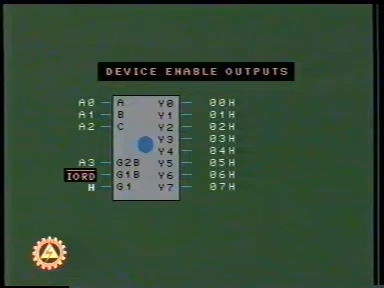 DEVICE ENABLE OUTPUTS
A0 A Y0 00H
A1 B Y1 01H
A2 C Y2 02H
Y3 03H
Y4 04H
A3 G2B Y5 05H
IORD G1B Y6 06H
H G1 Y7 07H